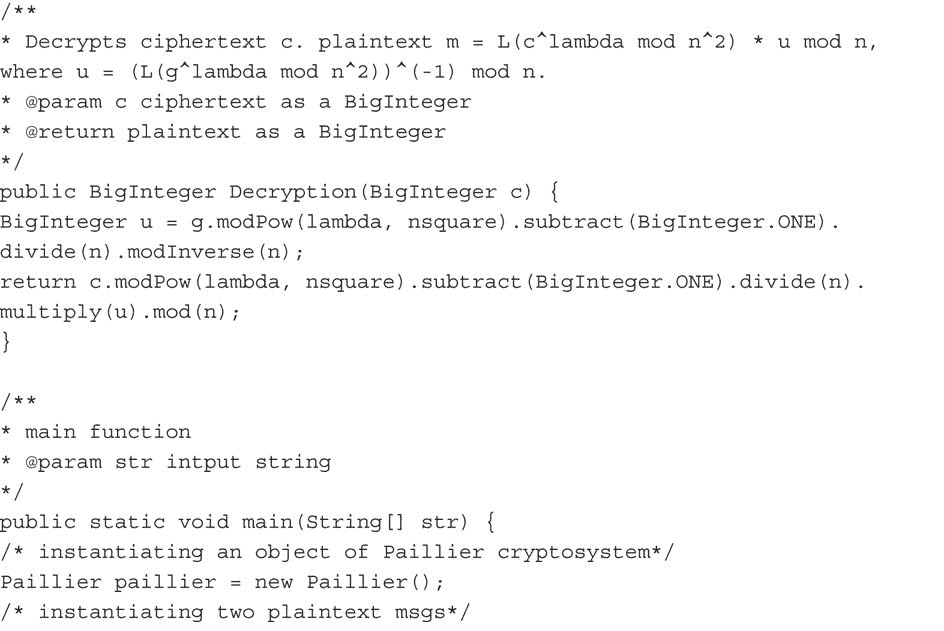 /**
* Decrypts ciphertext c. plaintext m = L(c^lambda mod n^2) * u mod n,
where u = (L(g^lambda mod n^2))^(-1) mod n.
* @param c ciphertext as a BigInteger
* @return plaintext as a BigInteger
*/
public BigInteger Decryption(BigInteger c) {
BigInteger u = g.modPow(lambda, nsquare).subtract(BigInteger.ONE).
divide(n).modInverse(n);
return c.modPow(lambda, nsquare).subtract(BigInteger.ONE).divide(n).
multiply(u).mod(n);
}

/**
* main function
* @param str intput string
*/
public static void main(String[] str) {
/* instantiating an object of Paillier cryptosystem*/
Paillier paillier = new Paillier();
/* instantiating two plaintext msgs*/